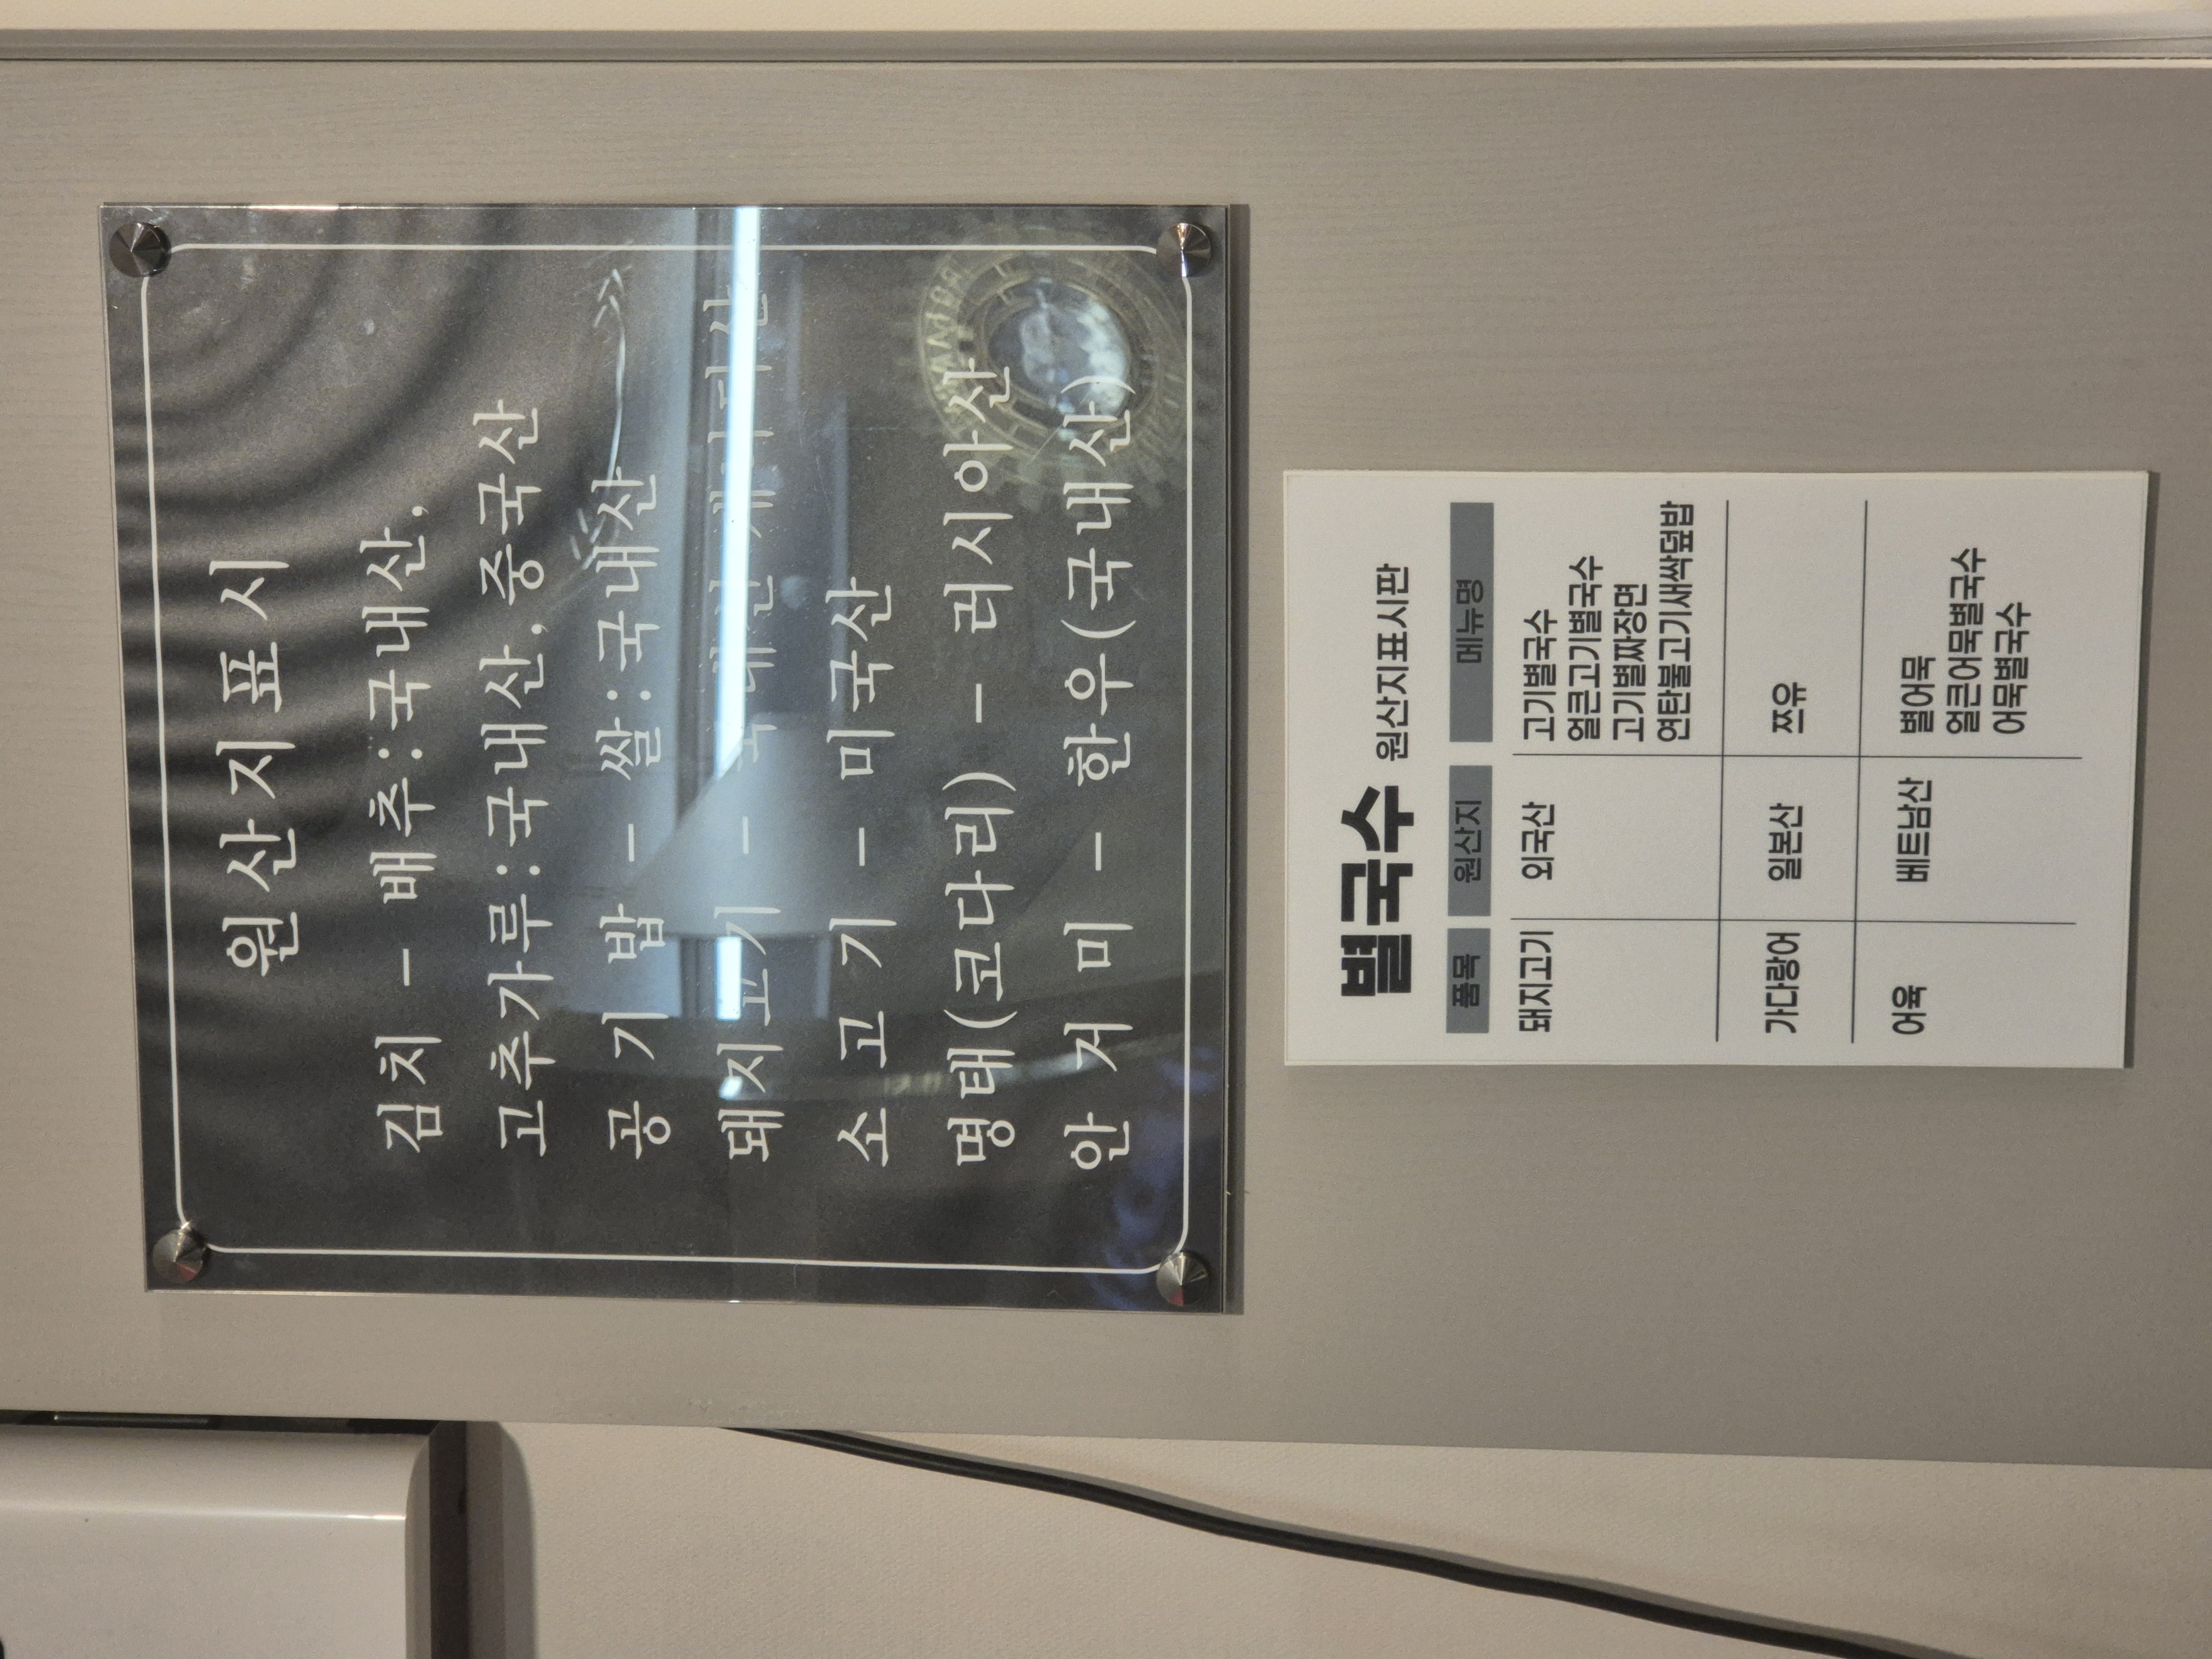 원산지표시
김치 - 배추:국내산,
고추가루:국내산,중국산
공 기 밥 - 쌀:국내산
돼지고기 -
소 고 기 - 미국산
명태(코다리) - 러시아산
안 거 미 - 한우(국내산)
별국수 원산지표시판
품목 원산지 메뉴명
돼지고기 외국산 고기별국수
얼큰고기별국수
고기별짜장면
연탄불고기새싹덮밥
가다랑어 일본산 쯔유
어육 베트남산 별어묵
얼큰어묵별국수
어묵별국수